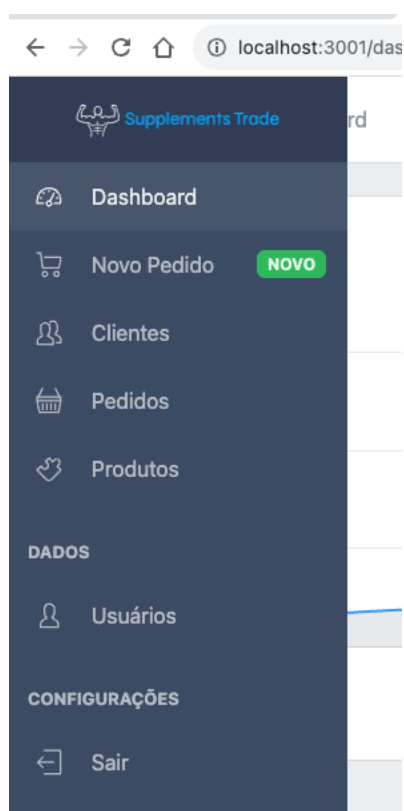 localhost:3001/das
Supplements Trade
rd
Dashboard
Novo Pedido NOVO
Clientes
Pedidos
Produtos
DADOS
Usuários
CONFIGURAÇÕES
Sair